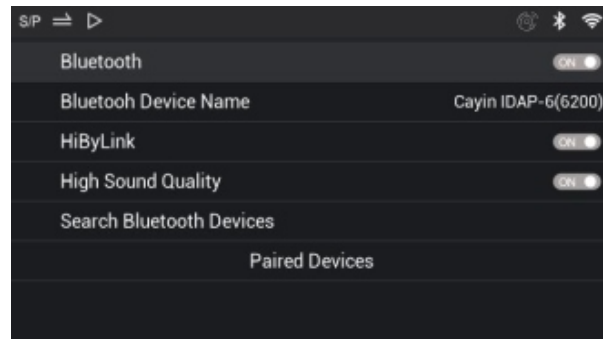 S/P
Bluetooth ON
Bluetooh Device Name Cayin IDAP-6(6200)
HiByLink ON
High Sound Quality ON
Search Bluetooth Devices
Paired Devices